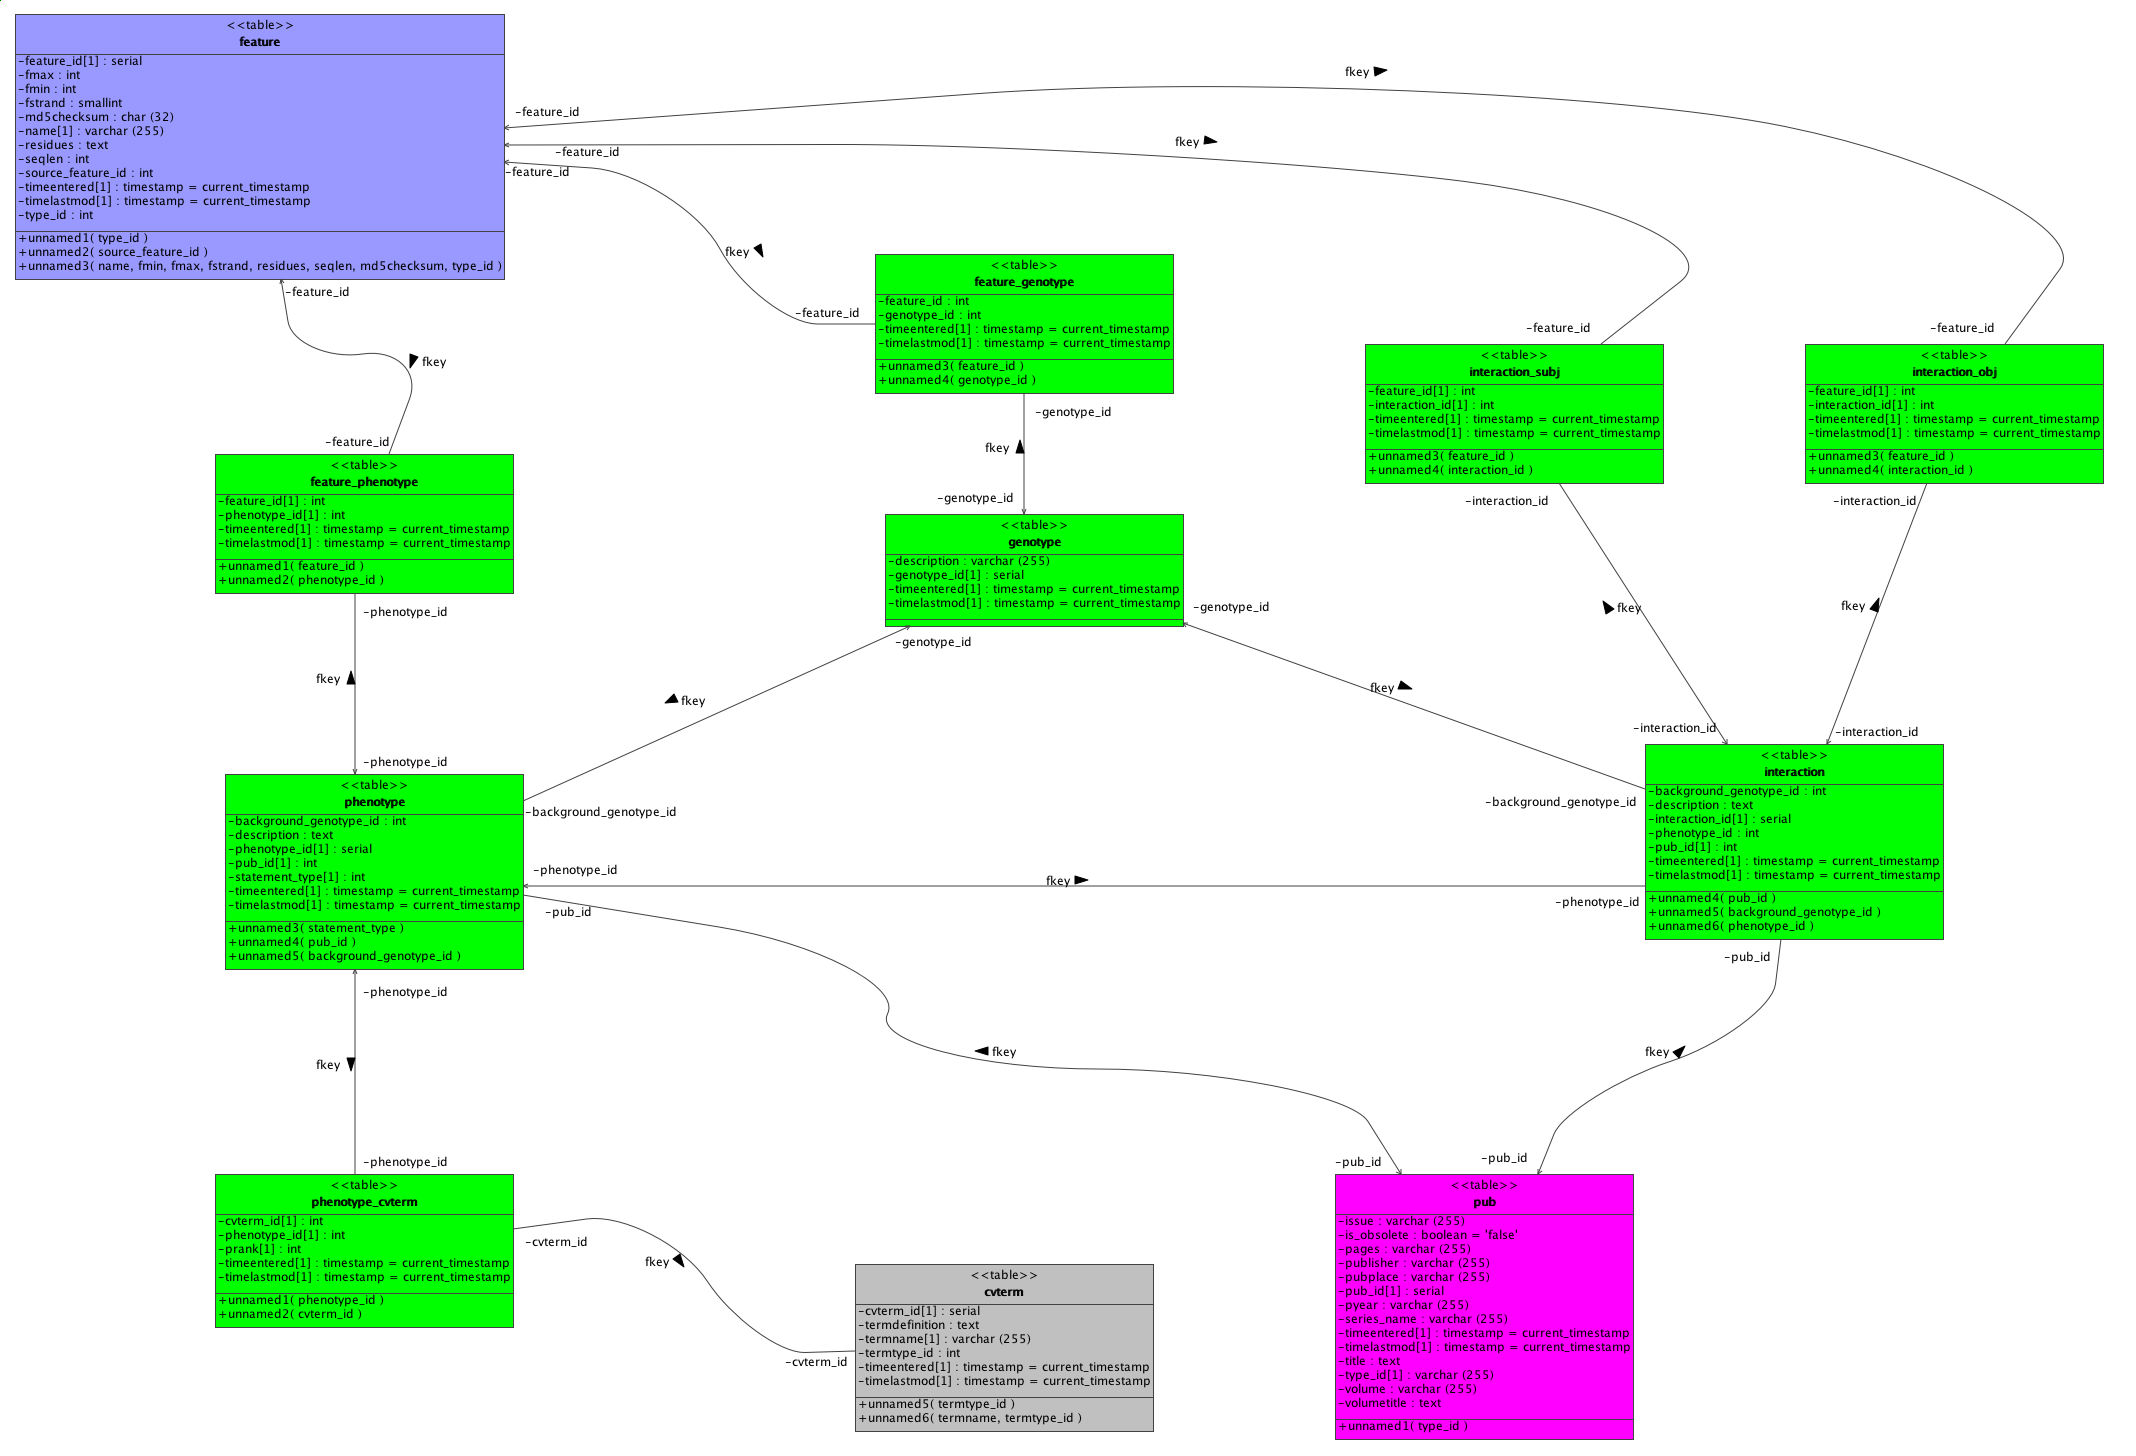 <<table>>
feature
-feature_id[1] : serial
-fmax : int
-fmin : int
-fstrand : smallint
-md5checksum : char (32)
-name[1] : varchar (255)
-residues : text
-seqlen : int
-source_feature_id : int
-timeentered[1] : timestamp = current_timestamp
-timelastmod[1] : timestamp = current_timestamp
-type_id : int
+unnamed1( type_id )
+unnamed2( source_feature_id )
+unnamed3( name, fmin, fmax, fstrand, residues, seqlen, md5checksum, type_id )
fkey
-feature_id
fkey
-feature_id
-feature_id
fkey
-feature_id
-feature_id
fkey
-feature_id
<<table>>
feature_genotype
-feature_id : int
-genotype_id : int
-timeentered[1] : timestamp = current_timestamp
-timelastmod[1] : timestamp = current_timestamp
+unnamed3( feature_id )
+unnamed4( genotype_id )
-feature_id
<<table>>
interaction_subj
-feature_id[1] : int
-interaction_id[1] : int
-timeentered[1] : timestamp = current_timestamp
-timelastmod[1] : timestamp = current_timestamp
+unnamed3( feature_id )
+unnamed4( interaction_id )
-feature_id
<<table>>
interaction_obj
-feature_id[1] : int
-interaction_id[1] : int
-timeentered[1] : timestamp = current_timestamp
-timelastmod[1] : timestamp = current_timestamp
+unnamed3( feature_id )
+unnamed4( interaction_id )
<<table>>
feature_phenotype
-feature_id[1] : int
-phenotype_id[1] : int
-timeentered[1] : timestamp = current_timestamp
-timelastmod[1] : timestamp = current_timestamp
+unnamed1( feature_id )
+unnamed2( phenotype_id )
-genotype_id
fkey
-genotype_id
<<table>>
genotype
-description : varchar (255)
-genotype_id[1] : serial
-timeentered[1] : timestamp = current_timestamp
-timelastmod[1] : timestamp = current_timestamp
-interaction_id
fkey
-interaction_id
-interaction_id
fkey
-interaction_id
-phenotype_id
fkey
-phenotype_id
-genotype_id
fkey
-background_genotype_id
-genotype_id
fkey
-background_genotype_id
<<table>>
phenotype
-background_genotype_id : int
-description : text
-phenotype_id[1] : serial
-pub_id[1] : int
-statement_type[1] : int
-timeentered[1] : timestamp = current_timestamp
-timelastmod[1] : timestamp = current_timestamp
+unnamed3( statement_type )
+unnamed4( pub_id )
+unnamed5( background_genotype_id )
-phenotype_id
fkey
-phenotype_id
<<table>>
interaction
-background_genotype_id : int
-description : text
-interaction_id[1] : serial
-phenotype_id : int
-pub_id[1] : int
-timeentered[1] : timestamp = current_timestamp
-timelastmod[1] : timestamp = current_timestamp
+unnamed4( pub_id )
+unnamed5( background_genotype_id )
+unnamed6( phenotype_id )
-pub_id
fkey
-pub_id
-pub_id
fkey
-pub_id
-phenotype_id
fkey
-phenotype_id
<<table>>
phenotype_cvterm
-cvterm_id[1] : int
-phenotype_id[1] : int
-prank[1] : int
-timeentered[1] : timestamp = current_timestamp
-timelastmod[1] : timestamp = current_timestamp
+unnamed1( phenotype_id )
+unnamed2( cvterm_id )
-cvterm_id
fkey
-cvterm_id
<<table>>
cvterm
-cvterm_id[1] : serial
-termdefinition : text
-termname[1] : varchar (255)
-termtype_id : int
-timeentered[1] : timestamp = current_timestamp
-timelastmod[1] : timestamp = current_timestamp
+unnamed5( termtype_id )
+unnamed6( termname, termtype_id )
<<table>>
pub
-issue : varchar (255)
-is_obsolete : boolean = 'false'
-pages : varchar (255)
-publisher : varchar (255)
-pubplace : varchar (255)
-pub_id[1] : serial
-pyear : varchar (255)
-series_name : varchar (255)
-timeentered[1] : timestamp = current_timestamp
-timelastmod[1] : timestamp = current_timestamp
-title : text
-type_id[1] : varchar (255)
-volume : varchar (255)
-volumetitle : text
+unnamed1( type_id )